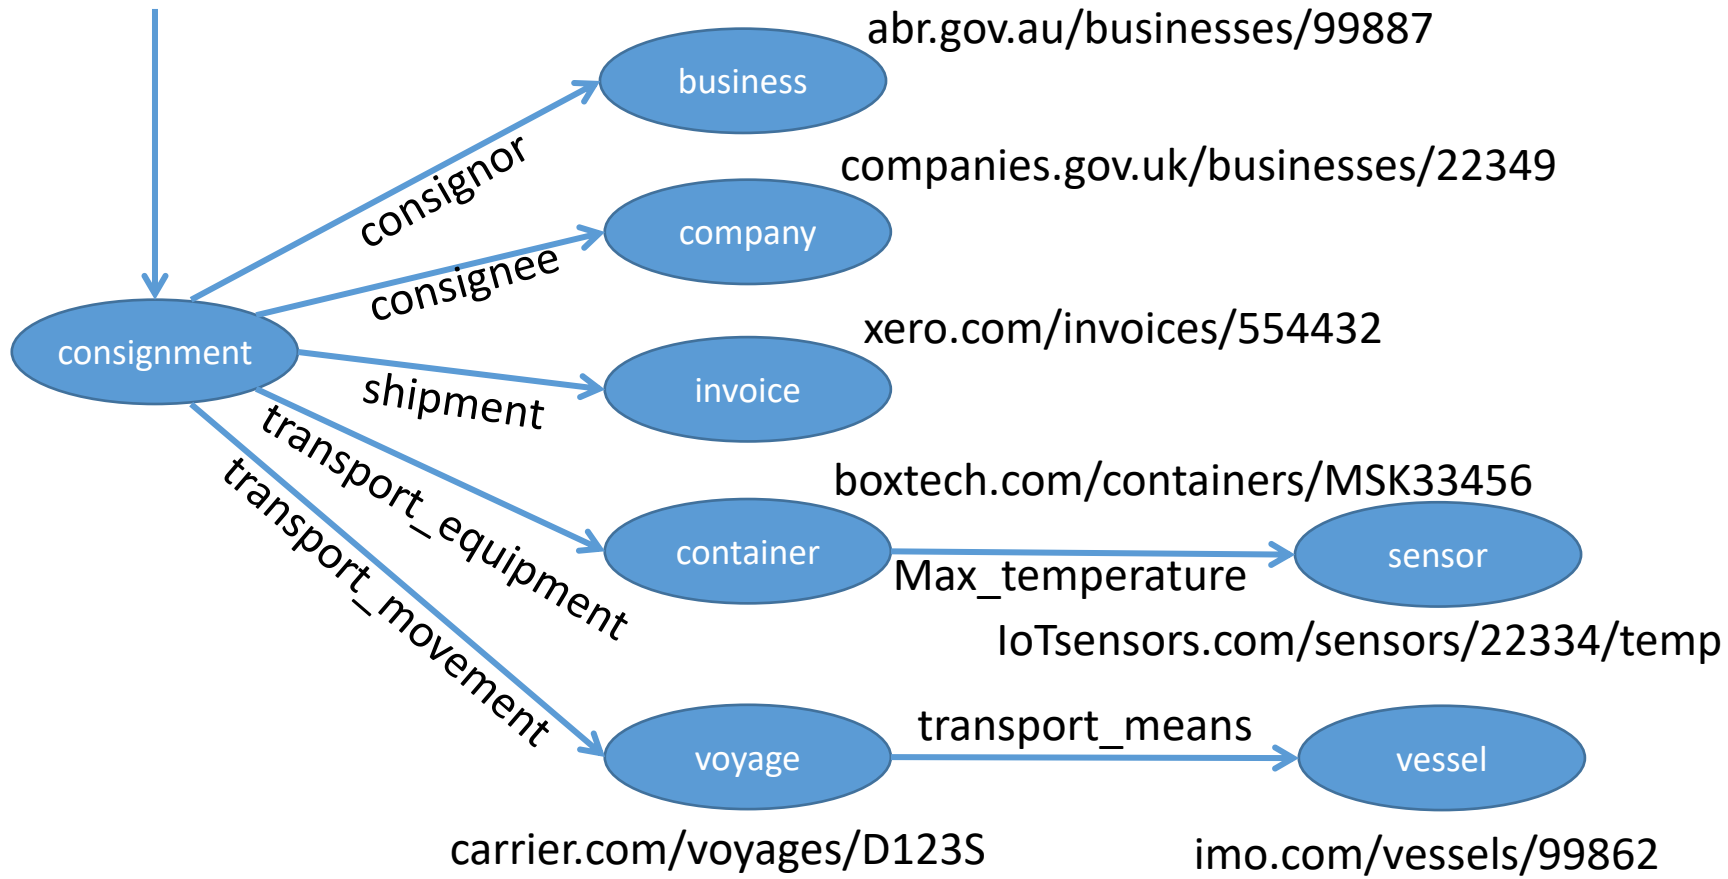 abr.gov.au/businesses/99887
business
consignor
companies.gov.uk/businesses/22349
company
consignee
consignment
xero.com/invoices/554432
invoice
shipment
boxtech.com/containers/MSK33456
transport_equipment
container
Max_temperature
sensor
IoTsensors.com/sensors/22334/temp
transport_movement
voyage
transport_means
vessel
carrier.com/voyages/D123S
imo.com/vessels/99862